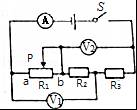 A S
V₂
P
a R₁ b R₂ R₃
V₁